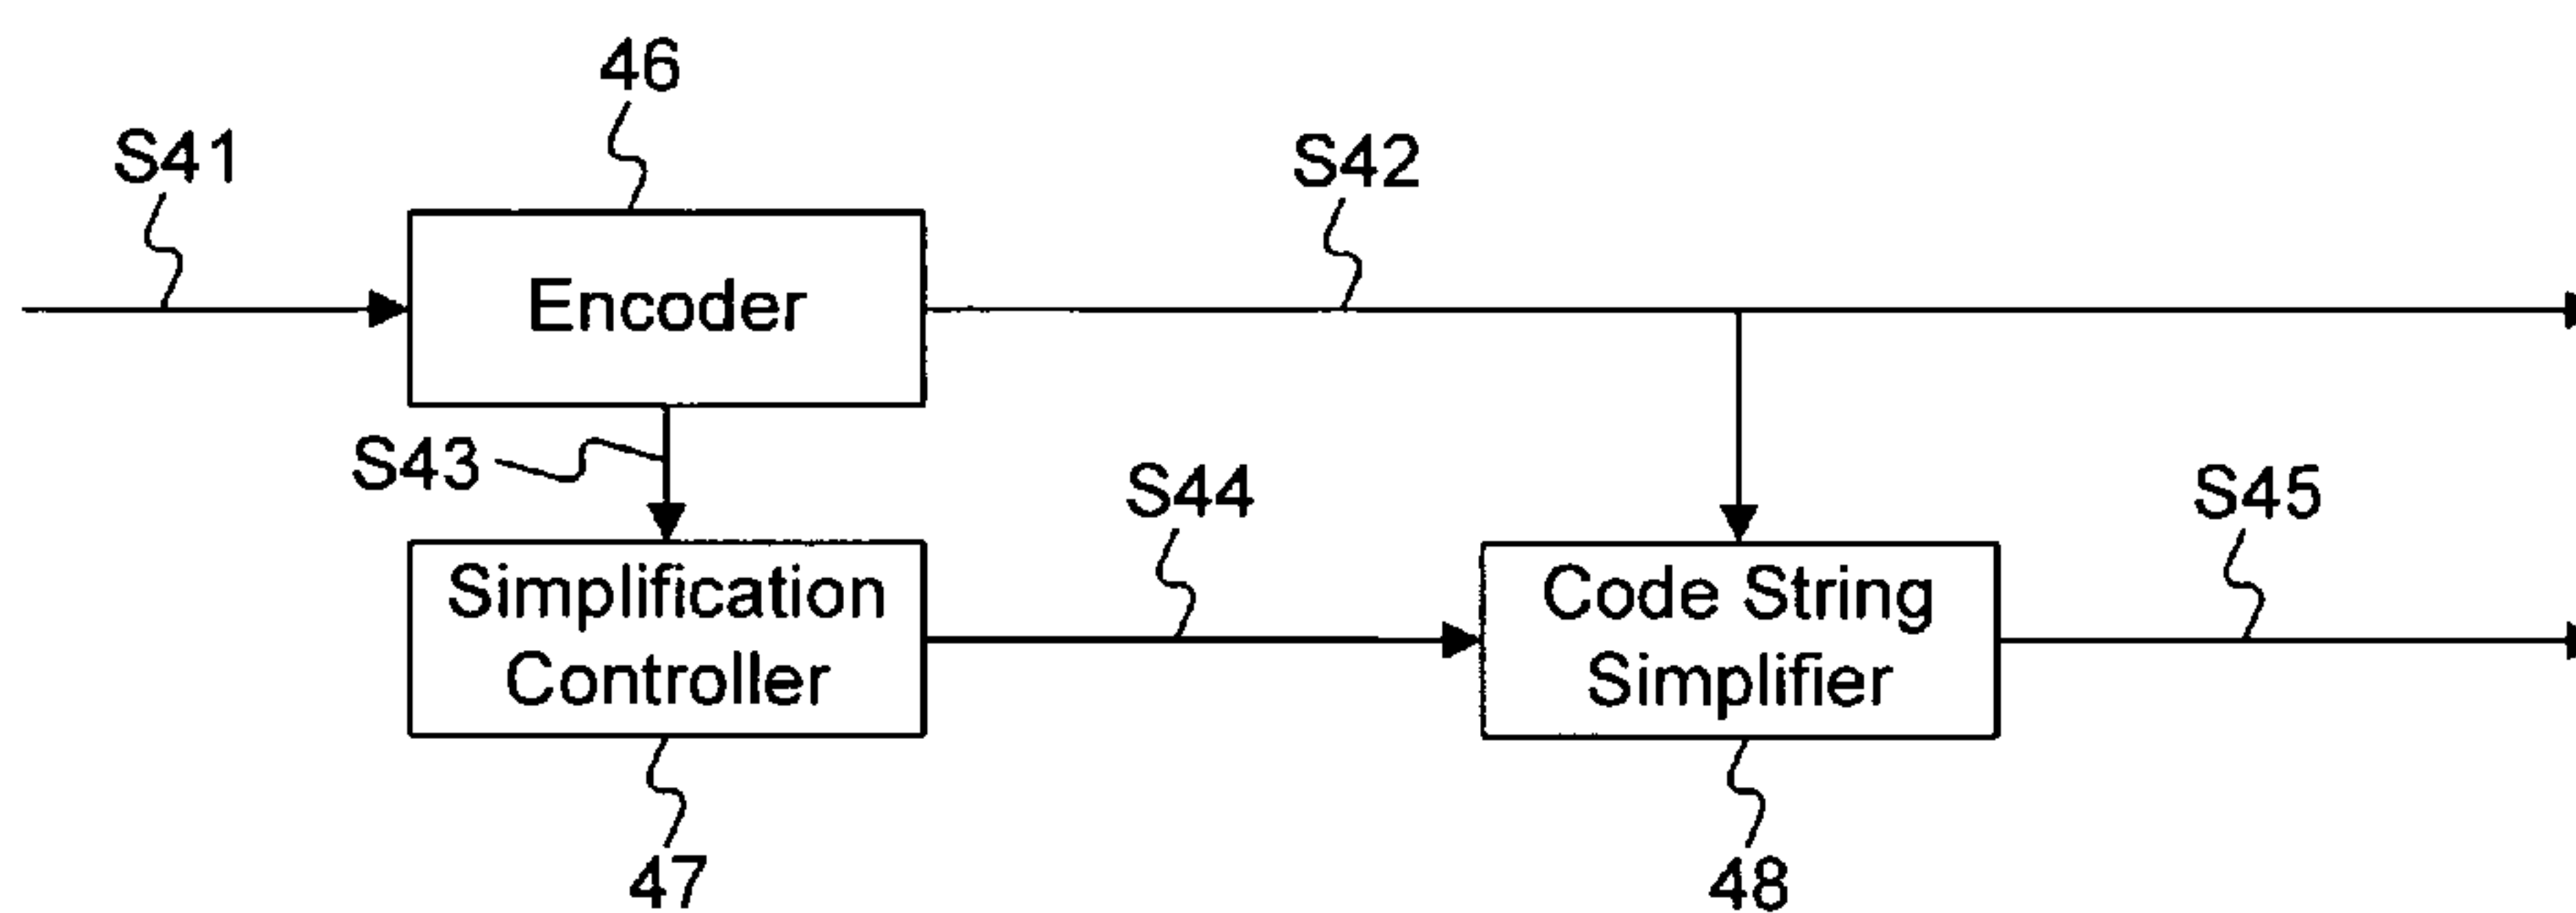 46
S41
S42
Encoder
S43
S44
S45
Simplification
Controller
Code String
Simplifier
47
48